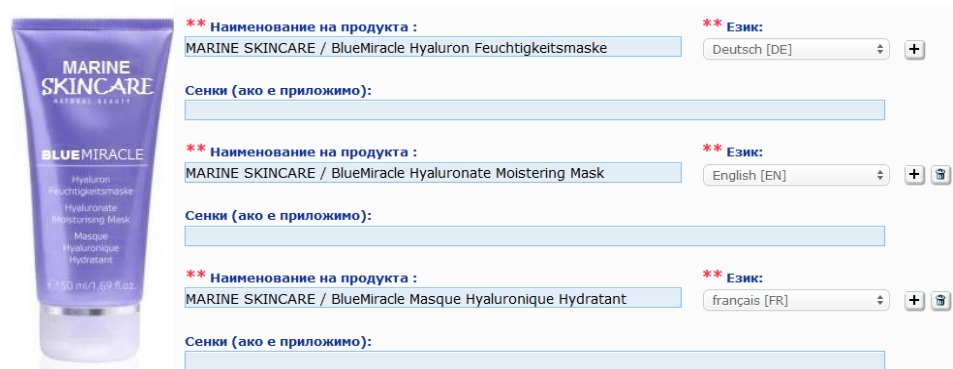 MARINE
SKINCARE
NATURAL BEAUTY
BLUEMIRACLE
Hyaluron
Feuchtigkeitsmaske
Hyaluronate
Moisturising Mask
Masque
Hyaluronique
Hydratant
℮ 50 ml/1.69 fl.oz.
** Наименование на продукта :
** Език:
MARINE SKINCARE / BlueMiracle Hyaluron Feuchtigkeitsmaske
Deutsch [DE]
Сенки (ако е приложимо):
** Наименование на продукта :
** Език:
MARINE SKINCARE / BlueMiracle Hyaluronate Moistering Mask
English [EN]
Сенки (ако е приложимо):
** Наименование на продукта :
** Език:
MARINE SKINCARE / BlueMiracle Masque Hyaluronique Hydratant
français [FR]
Сенки (ако е приложимо):